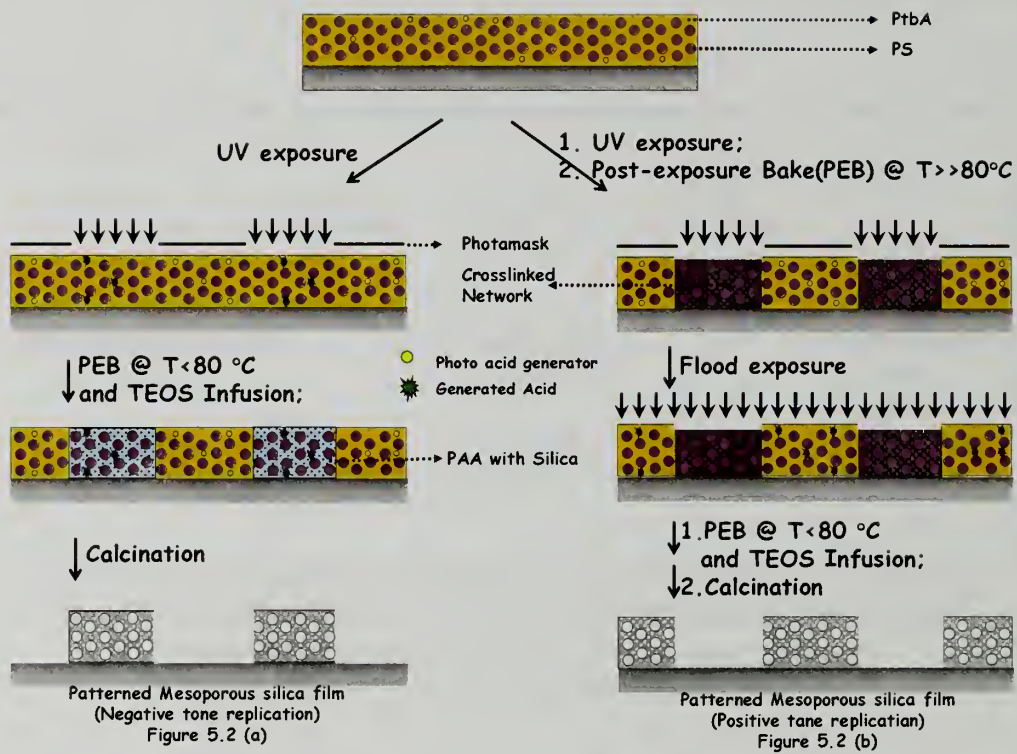 PtbA
PS
UV exposure
1. UV exposure;
2. Post-exposure Bake(PEB) @ T>>80°C
Photamask
Crosslinked
Network
PEB @ T<80 °C
and TEOS Infusion;
Photo acid generator
Generated Acid
Flood exposure
PAA with Silica
Calcination
1.PEB @ T<80 °C
and TEOS Infusion;
2.Calcination
Patterned Mesoporous silica film
(Negative tone replication)
Figure 5.2 (a)
Patterned Mesoporous silica film
(Positive tane replicatian)
Figure 5.2 (b)